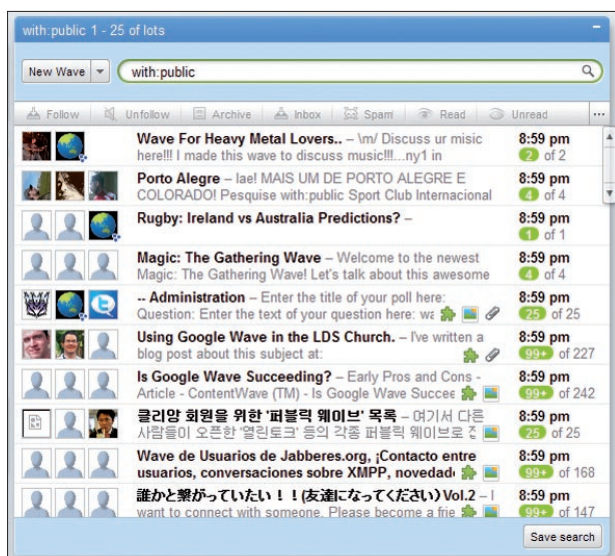 with:public 1 - 25 of lots
New Wave
with:public
Follow Unfollow Archive Inbox Spam Read Unread ...
Wave For Heavy Metal Lovers.. – \m/ Discuss ur misic 8:59 pm
here!!! I made this wave to discuss music!!!....ny1 in 2 of 2
Porto Alegre – Iae! MAIS UM DE PORTO ALEGRE E 8:59 pm
COLORADO! Pesquise with:public Sport Club Internacional 4 of 4
Rugby: Ireland vs Australia Predictions? – 8:59 pm
1 of 1
Magic: The Gathering Wave – Welcome to the newest 8:59 pm
Magic: The Gathering Wave! Let's talk about this awesome 4 of 4
-- Administration – Enter the title of your poll here: 8:59 pm
Question: Enter the text of your question here: wa 25 of 25
Using Google Wave in the LDS Church. – I've written a 8:59 pm
blog post about this subject at: 99+ of 227
Is Google Wave Succeeding? – Early Pros and Cons - 8:59 pm
Article - ContentWave (TM) - Is Google Wave Succee 99+ of 242
클리앙 회원을 위한 '퍼블릭 웨이브' 목록 – 여기서 다른 8:59 pm
사람들이 오픈한 '열린토크' 등의 각종 퍼블릭 웨이브로 25 of 25
Wave de Usuarios de Jabberes.org, ¡Contacto entre 8:59 pm
usuarios, conversaciones sobre XMPP, novedad 99+ of 168
誰かと繋がっていたい！！(友達になってください) Vol.2 – I 8:59 pm
want to connect with someone. Please become a frie 99+ of 147
Save search